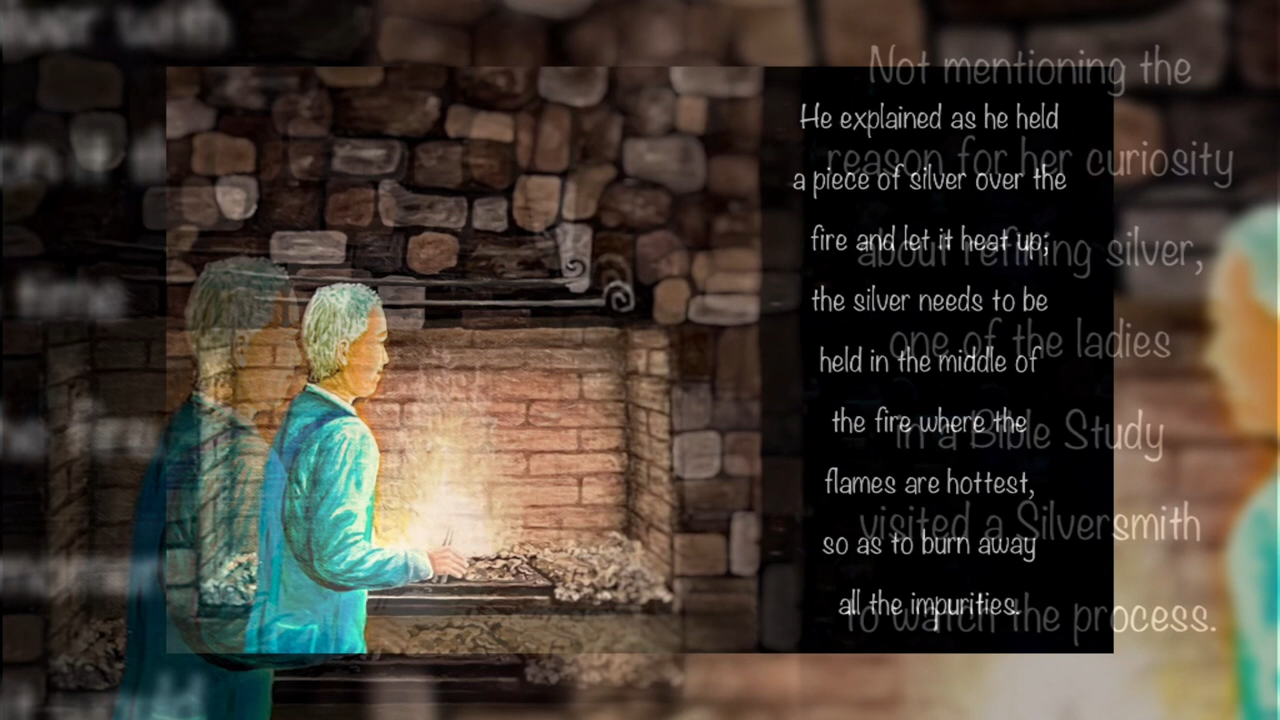 He explained as he held
a piece of silver over the
fire and let it heat up;
the silver needs to be
held in the middle of
the fire where the
flames are hottest,
so as to burn away
all the impurities.
Not mentioning the
reason for her curiosity
about refining silver,
one of the ladies
in a Bible Study
visited a Silversmith
to watch the process.